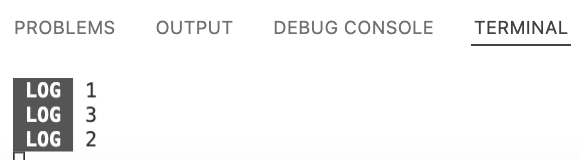 PROBLEMS OUTPUT DEBUG CONSOLE TERMINAL
LOG 1
LOG 3
LOG 2